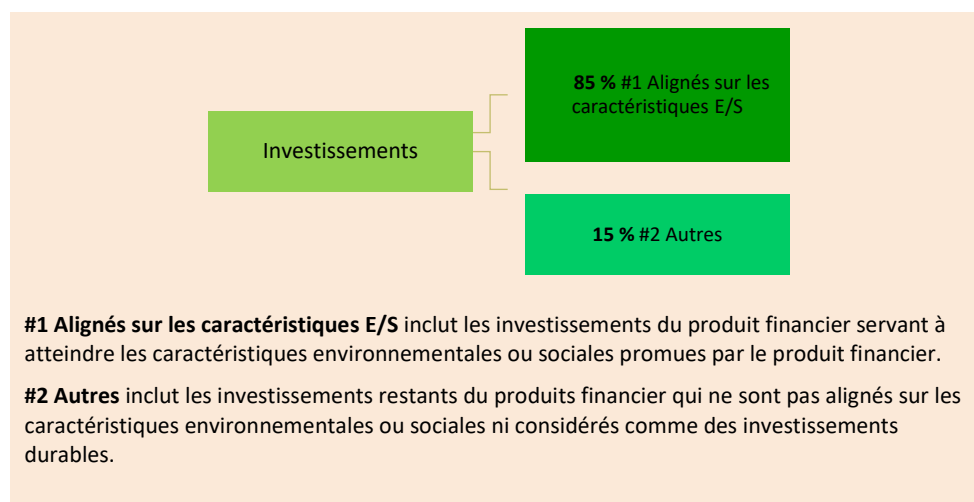 85 % #1 Alignés sur les
caractéristiques E/S
Investissements
15 % #2 Autres
#1 Alignés sur les caractéristiques E/S inclut les investissements du produit financier servant à
atteindre les caractéristiques environnementales ou sociales promues par le produit financier.
#2 Autres inclut les investissements restants du produits financier qui ne sont pas alignés sur les
caractéristiques environnementales ou sociales ni considérés comme des investissements
durables.